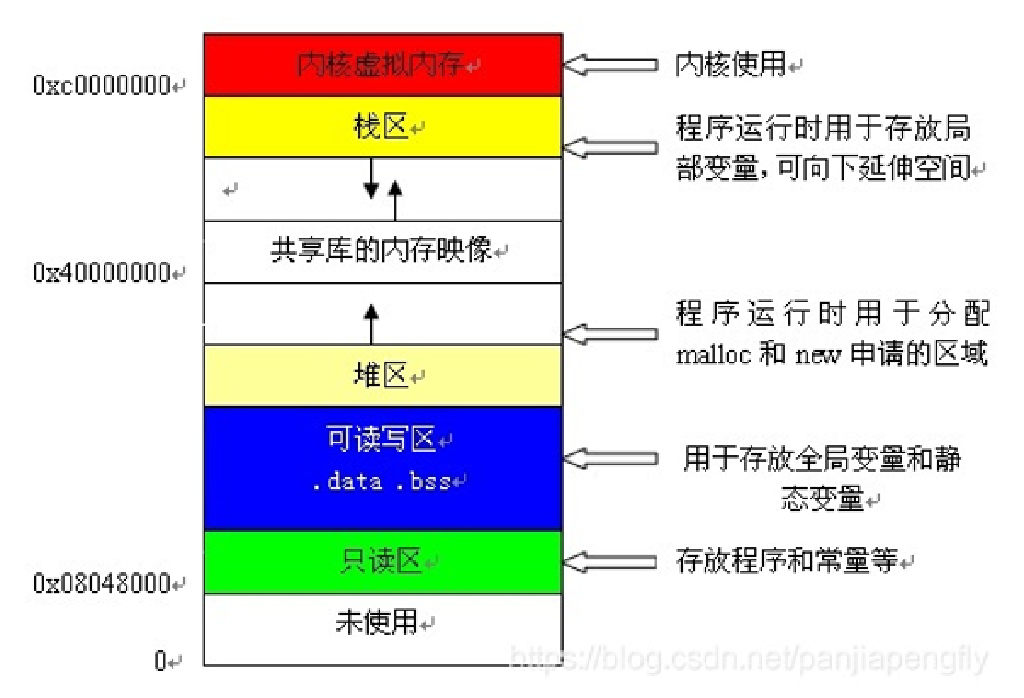 内核虚拟内存
内核使用
0xc0000000
栈区
程序运行时用于存放局
部变量,可向下延伸空间
共享库的内存映像
0x40000000
程序运行时用于分配
malloc 和 new 申请的区域
堆区
可读写区
.data .bss
用于存放全局变量和静
态变量
只读区
存放程序和常量等
0x08048000
未使用
0
https://blog.csdn.net/panjiapengfly